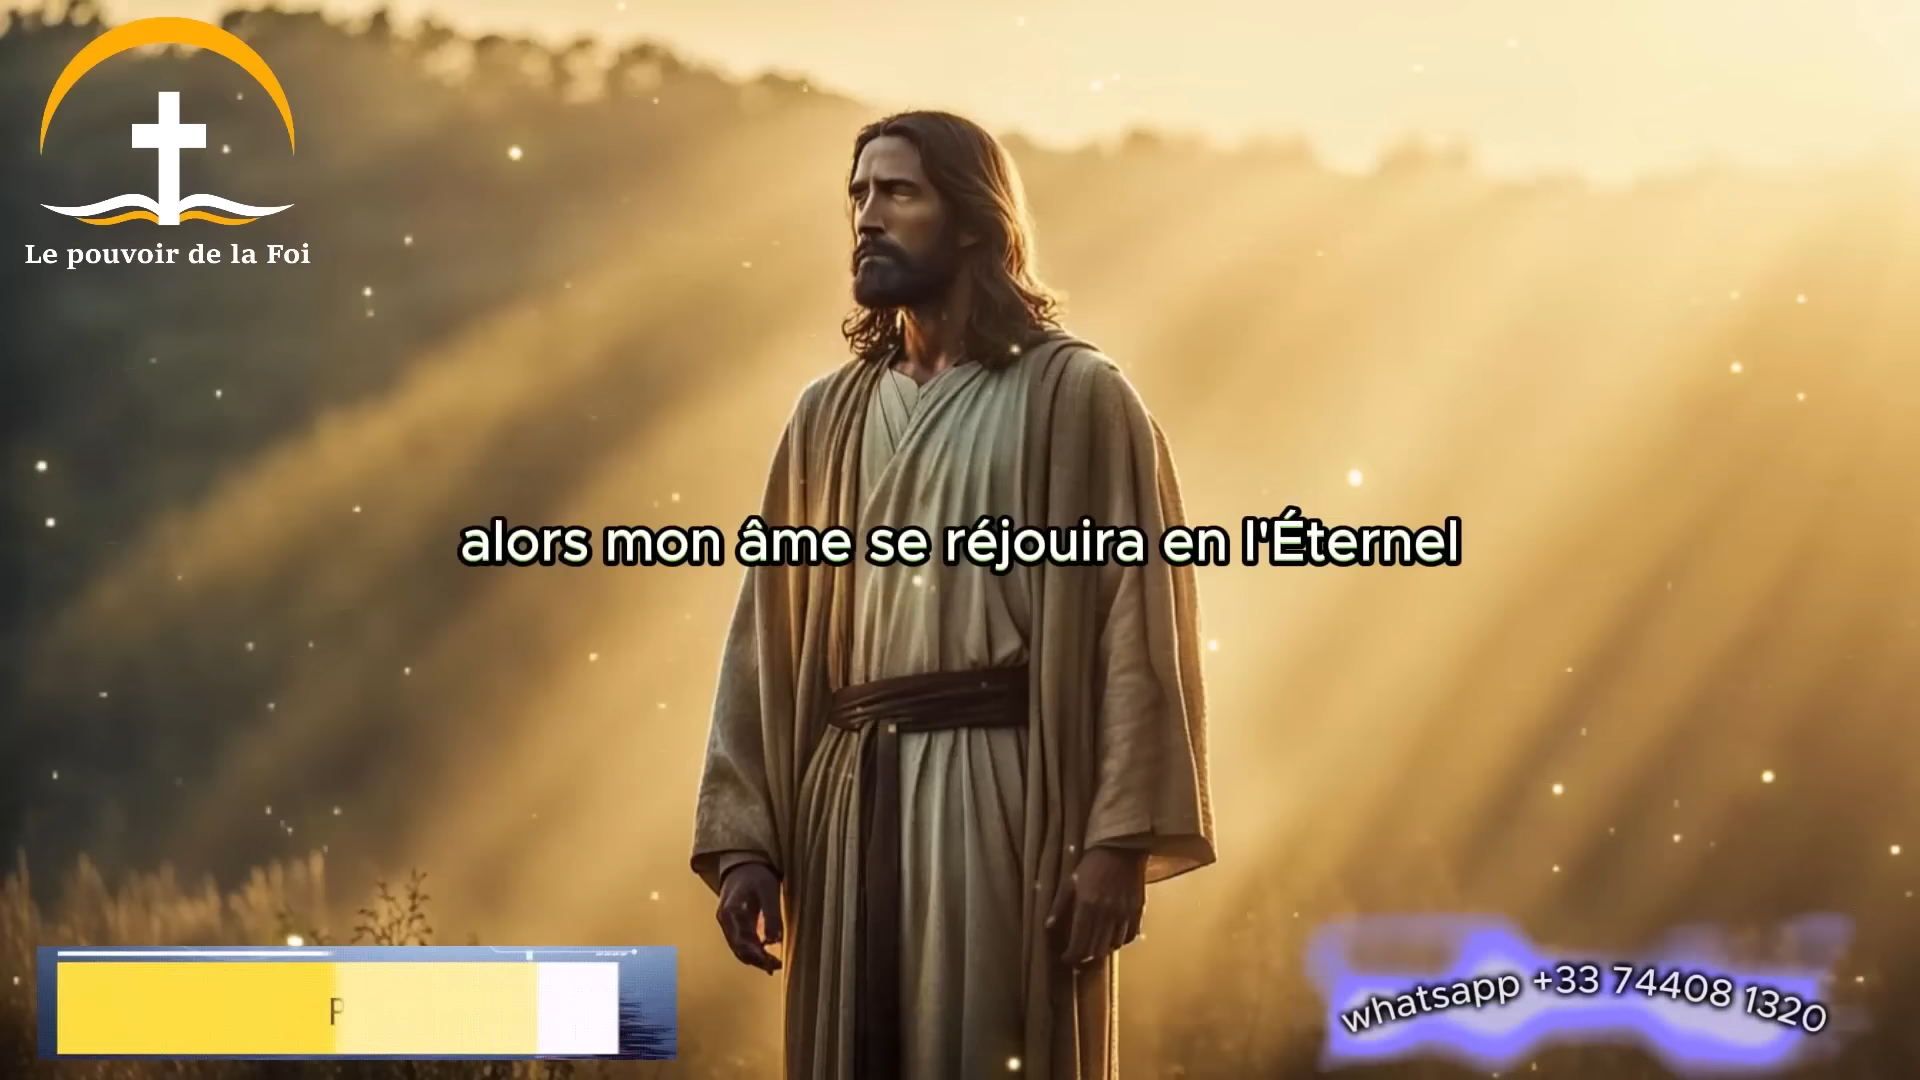 Le pouvoir de la Foi
alors mon âme se réjouira en l'Éternel
P
whatsapp +33 74408 1320